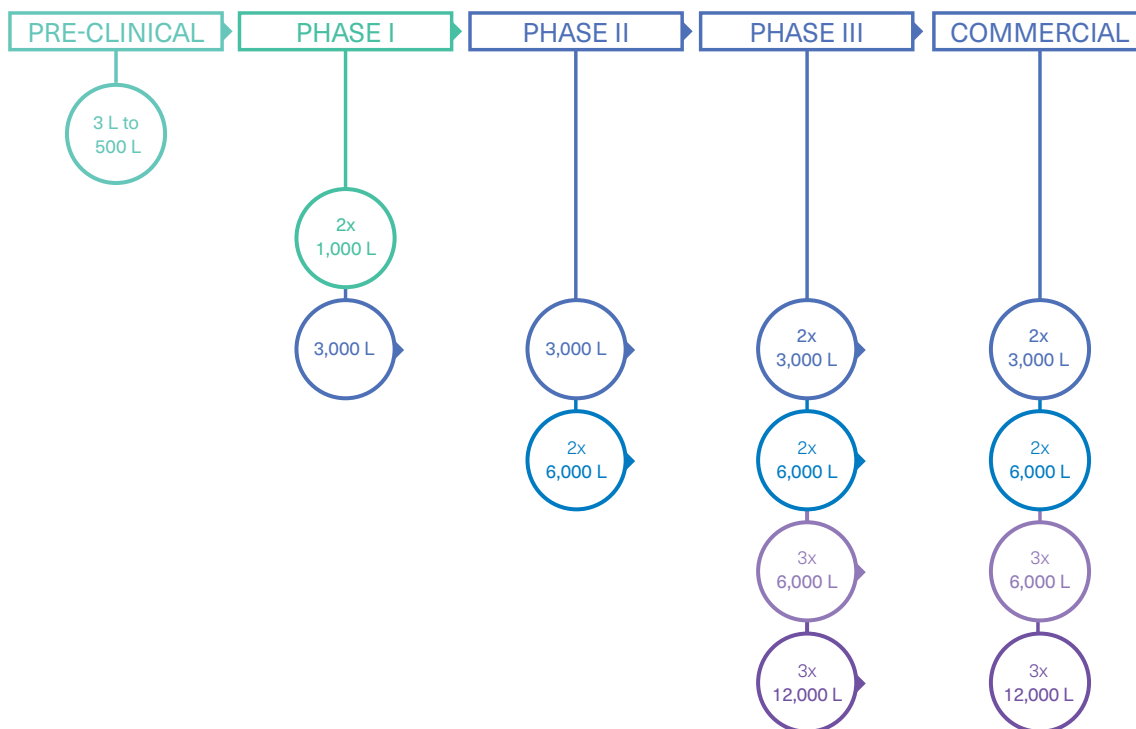 PRE-CLINICAL
PHASE I
PHASE II
PHASE III
COMMERCIAL
3 L to
500 L
2x
1,000 L
3,000 L
3,000 L
2x
6,000 L
2x
3,000 L
2x
6,000 L
3x
6,000 L
3x
12,000 L
2x
3,000 L
2x
6,000 L
3x
6,000 L
3x
12,000 L